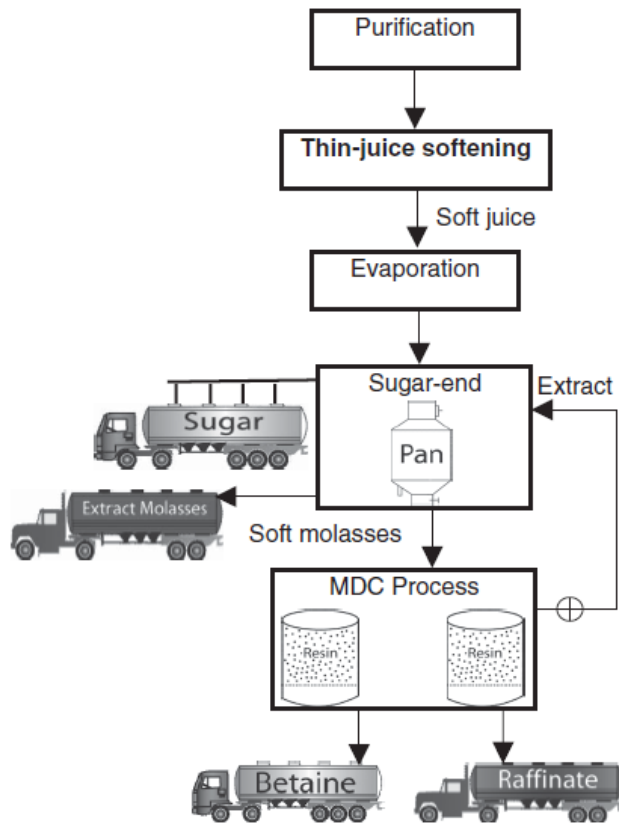 Purification
Thin-juice softening
Soft juice
Evaporation
Sugar-end
Extract
Sugar
Pan
Extract Molasses
Soft molasses
MDC Process
Resin
Resin
Betaine
Raffinate